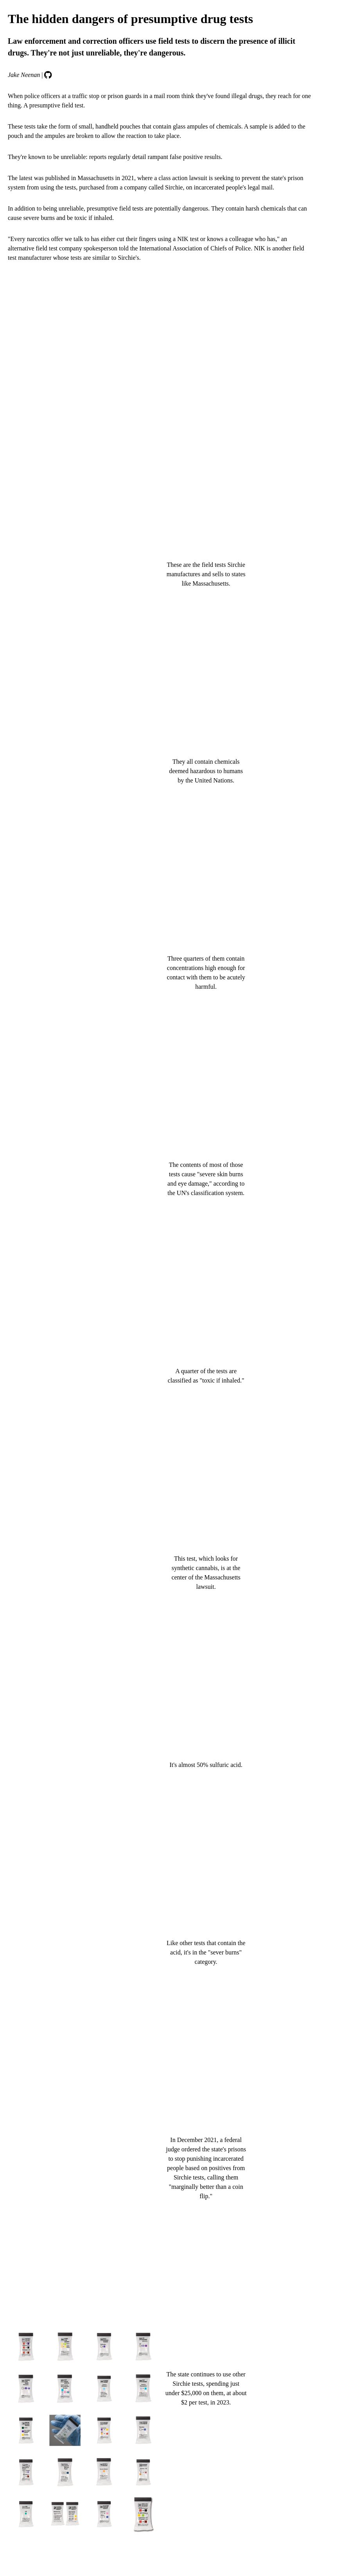 The hidden dangers of presumptive drug tests
Law enforcement and correction officers use field tests to discern the presence of illicit
drugs. They're not just unreliable, they're dangerous.
Jake Neenan |
When police officers at a traffic stop or prison guards in a mail room think they've found illegal drugs, they reach for one
thing. A presumptive field test.
These tests take the form of small, handheld pouches that contain glass ampules of chemicals. A sample is added to the
pouch and the ampules are broken to allow the reaction to take place.
They're known to be unreliable: reports regularly detail rampant false positive results.
The latest was published in Massachusetts in 2021, where a class action lawsuit is seeking to prevent the state's prison
system from using the tests, purchased from a company called Sirchie, on incarcerated people's legal mail.
In addition to being unreliable, presumptive field tests are potentially dangerous. They contain harsh chemicals that can
cause severe burns and be toxic if inhaled.
"Every narcotics offer we talk to has either cut their fingers using a NIK test or knows a colleague who has," an
alternative field test company spokesperson told the International Association of Chiefs of Police. NIK is another field
test manufacturer whose tests are similar to Sirchie's.
These are the field tests Sirchie
manufactures and sells to states
like Massachusetts.
They all contain chemicals
deemed hazardous to humans
by the United Nations.
Three quarters of them contain
concentrations high enough for
contact with them to be acutely
harmful.
The contents of most of those
tests cause "severe skin burns
and eye damage," according to
the UN's classification system.
A quarter of the tests are
classified as "toxic if inhaled."
This test, which looks for
synthetic cannabis, is at the
center of the Massachusetts
lawsuit.
It's almost 50% sulfuric acid.
Like other tests that contain the
acid, it's in the "sever burns"
category.
In December 2021, a federal
judge ordered the state's prisons
to stop punishing incarcerated
people based on positives from
Sirchie tests, calling them
"marginally better than a coin
flip."
The state continues to use other
Sirchie tests, spending just
under $25,000 on them, at about
$2 per test, in 2023.